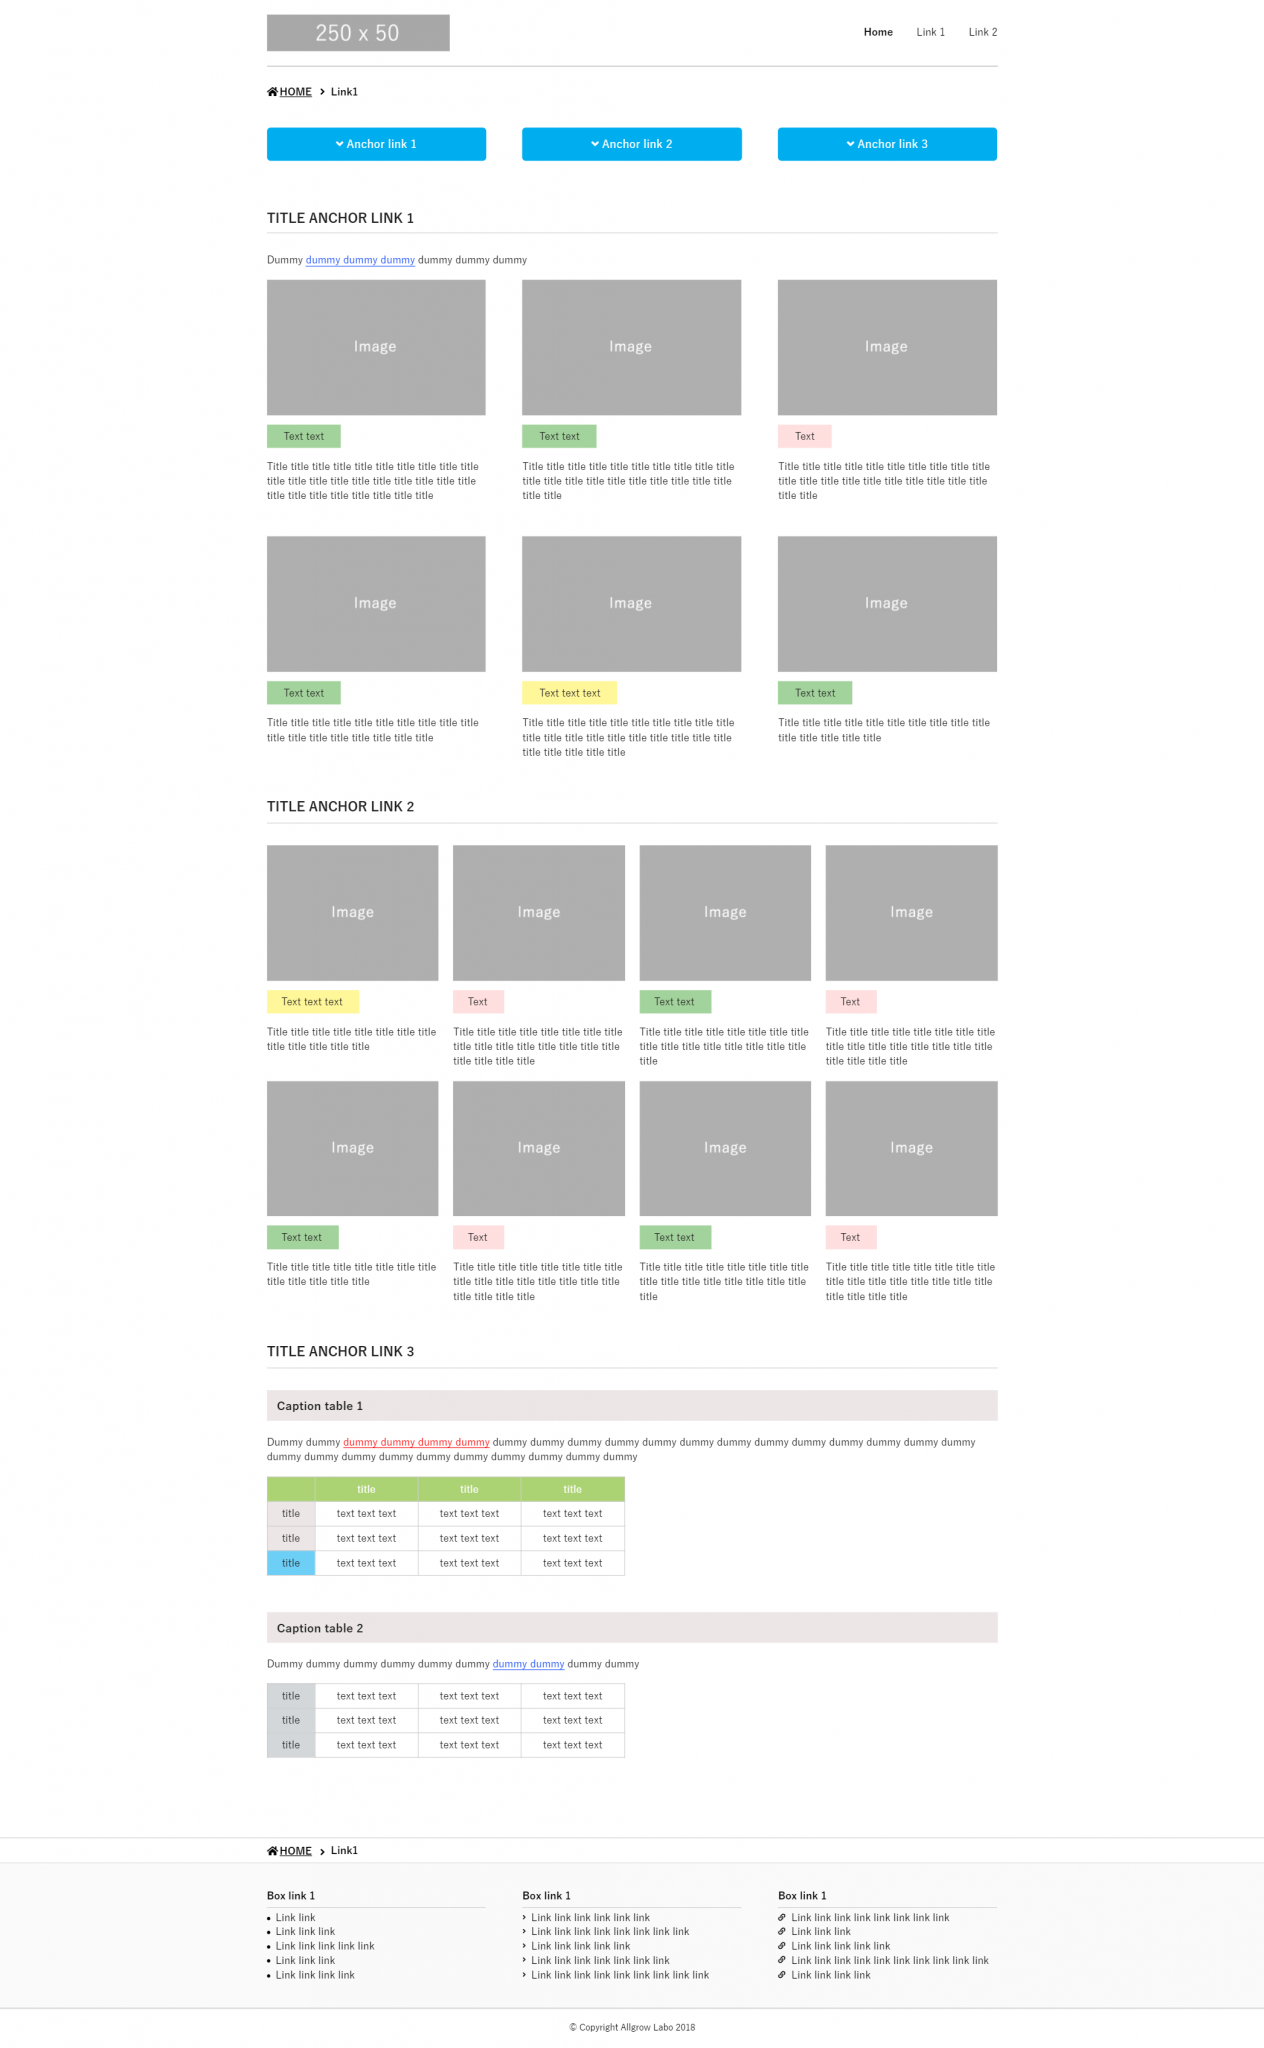 250 x 50
Home Link 1 Link 2
HOME Link1
Anchor link 1 Anchor link 2 Anchor link 3
TITLE ANCHOR LINK 1
Dummy dummy dummy dummy dummy dummy dummy
Image Image Image
Text text Text text Text
Title title title title title title title title title title
title title title title title title title title title title
title title title title title title title title
Title title title title title title title title title title
title title title title title title title title title title
title title
Title title title title title title title title title title
title title title title title title title title title title
title title
Image Image Image
Text text Text text text Text text
Title title title title title title title title title title
title title title title title title title title
Title title title title title title title title title title
title title title title title title title title title title
title title title title title
Title title title title title title title title title title
title title title title title
TITLE ANCHOR LINK 2
Image Image Image Image
Text text text Text Text text Text
Title title title title title title title title
title title title title title
Title title title title title title title title
title title title title title title title title
title title title title
Title title title title title title title title
title title title title title title title title
title
Title title title title title title title title
title title title title title title title title
title title title title
Image Image Image Image
Text text Text Text text Text
Title title title title title title title title
title title title title title
Title title title title title title title title
title title title title title title title title
title title title title
Title title title title title title title title
title title title title title title title title
title
Title title title title title title title title
title title title title title title title title
title title title title
TITLE ANCHOR LINK 3
Caption table 1
Dummy dummy dummy dummy dummy dummy dummy dummy dummy dummy dummy dummy dummy dummy dummy dummy dummy dummy dummy
dummy dummy dummy dummy dummy dummy dummy dummy dummy dummy
title title title
title text text text text text text text text text
title text text text text text text text text text
title text text text text text text text text text
Caption table 2
Dummy dummy dummy dummy dummy dummy dummy dummy dummy dummy
title text text text text text text text text text
title text text text text text text text text text
title text text text text text text text text text
HOME Link1
Box link 1
Link link
Link link link
Link link link link link
Link link link
Link link link link
Box link 1
Link link link link link link
Link link link link link link link link
Link link link link link
Link link link link link link link
Link link link link link link link link link
Box link 1
Link link link link link link link link
Link link link
Link link link link link
Link link link link link link link link link link
Link link link link
© Copyright Allgrow Labo 2018